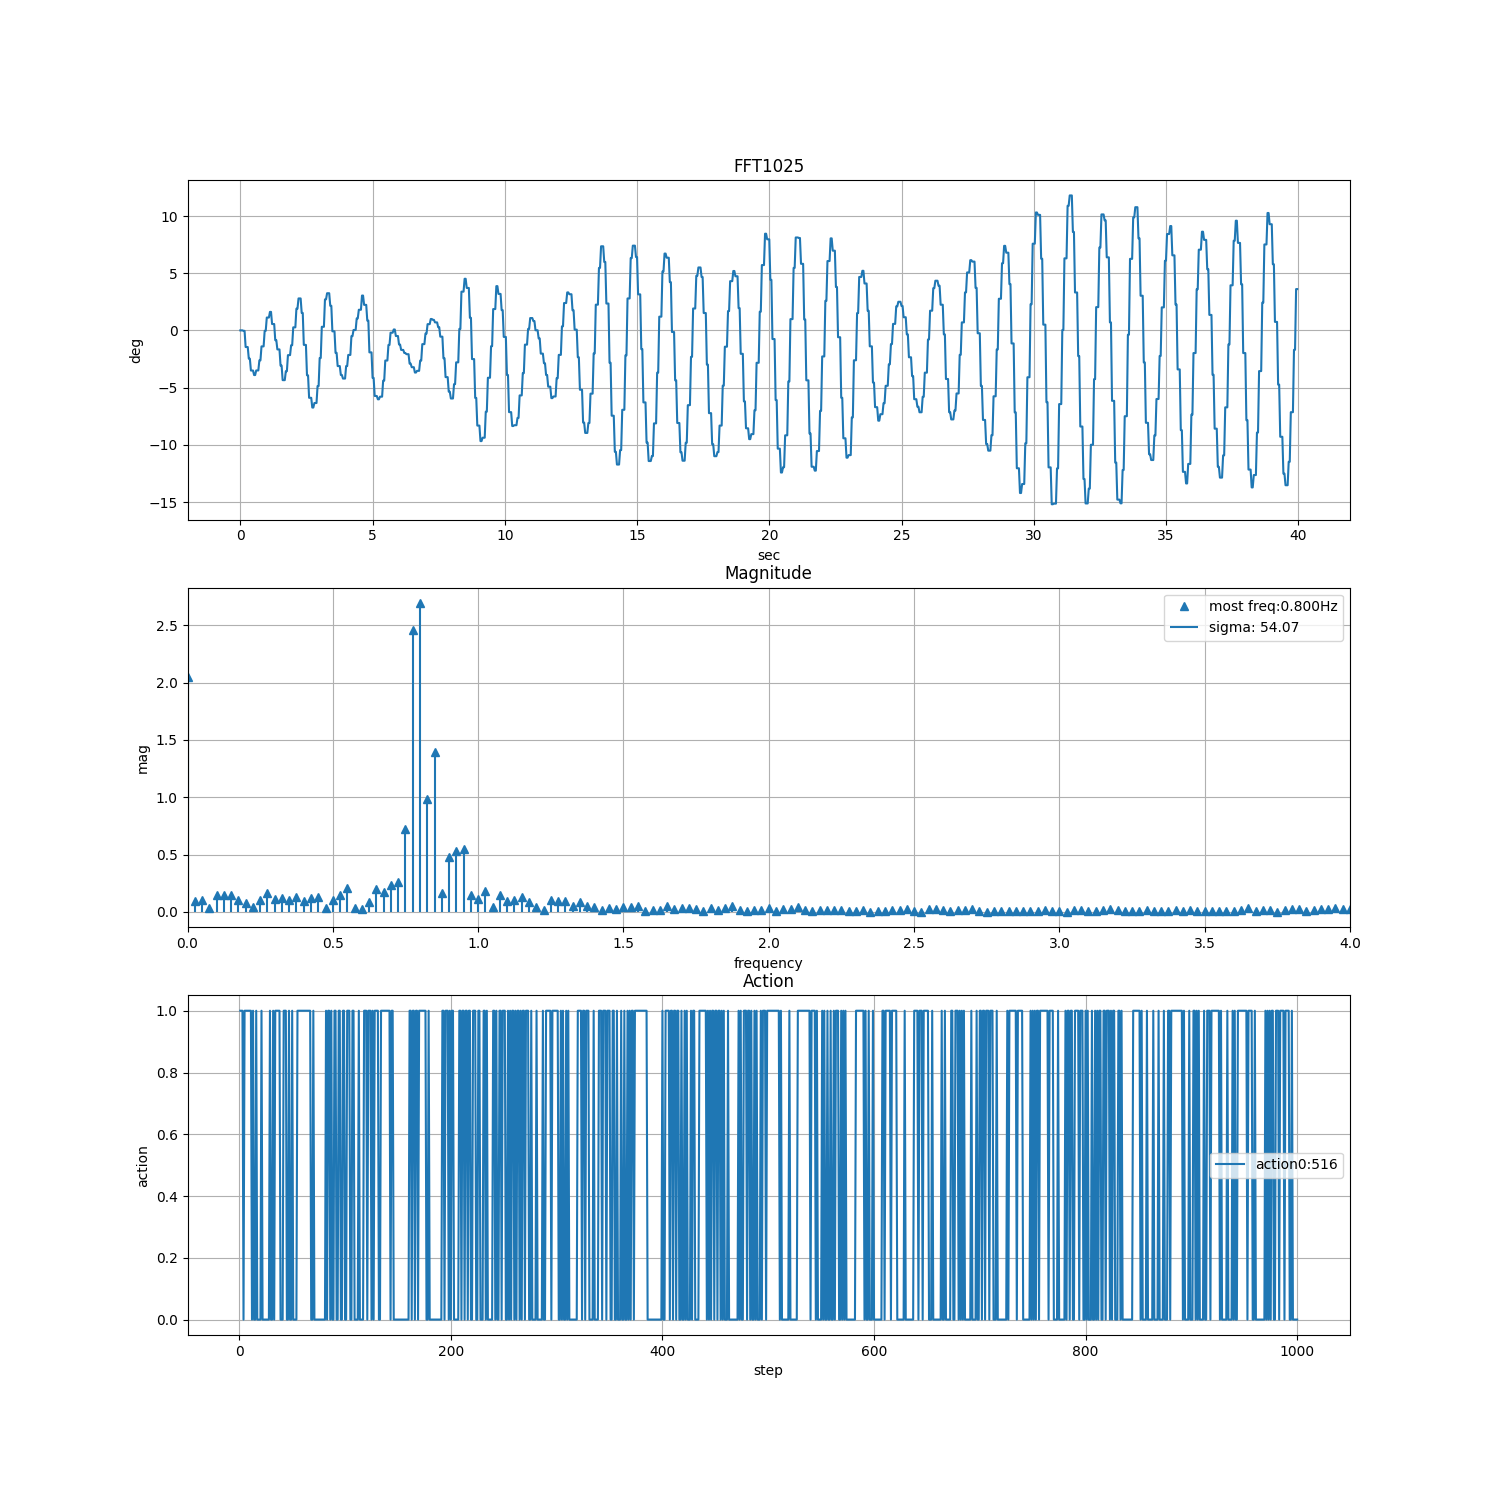 FFT1025
10
5
0
−5
−10
−15
deg
0 5 10 15 20 25 30 35 40
sec
Magnitude
most freq:0.800Hz
sigma: 54.07
2.5
2.0
1.5
1.0
0.5
0.0
mag
0.0 0.5 1.0 1.5 2.0 2.5 3.0 3.5 4.0
frequency
Action
1.0
0.8
0.6
0.4
0.2
0.0
action
action0:516
0 200 400 600 800 1000
step